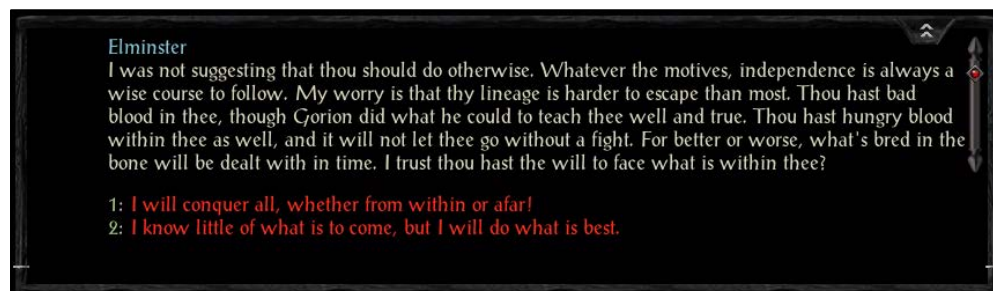 Elminster
I was not suggesting that thou should do otherwise. Whatever the motives, independence is always a
wise course to follow. My worry is that thy lineage is harder to escape than most. Thou hast bad
blood in thee, though Gorion did what he could to teach thee well and true. Thou hast hungry blood
within thee as well, and it will not let thee go without a fight. For better or worse, what's bred in the
bone will be dealt with in time. I trust thou hast the will to face what is within thee?
1: I will conquer all, whether from within or afar!
2: I know little of what is to come, but I will do what is best.